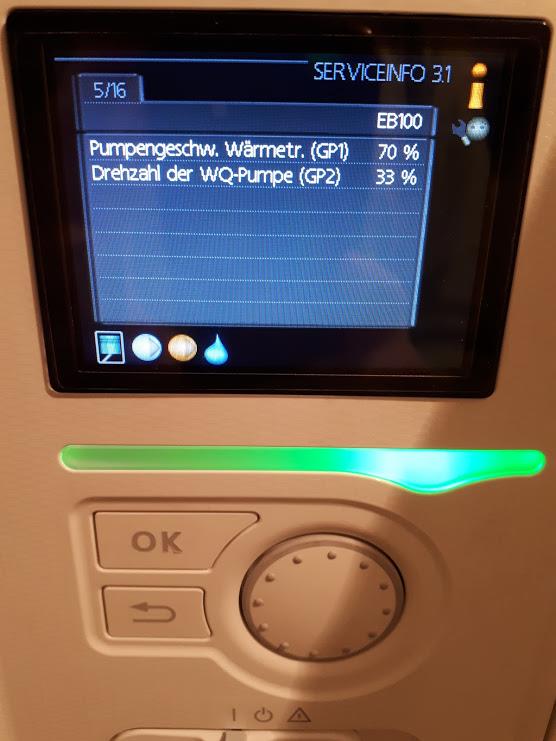 SERVICEINFO 3.1
5/16
EB100
Pumpengeschw. Wärmetr. (GP1) 70 %
Drehzahl der WQ-Pumpe (GP2) 33 %
OK